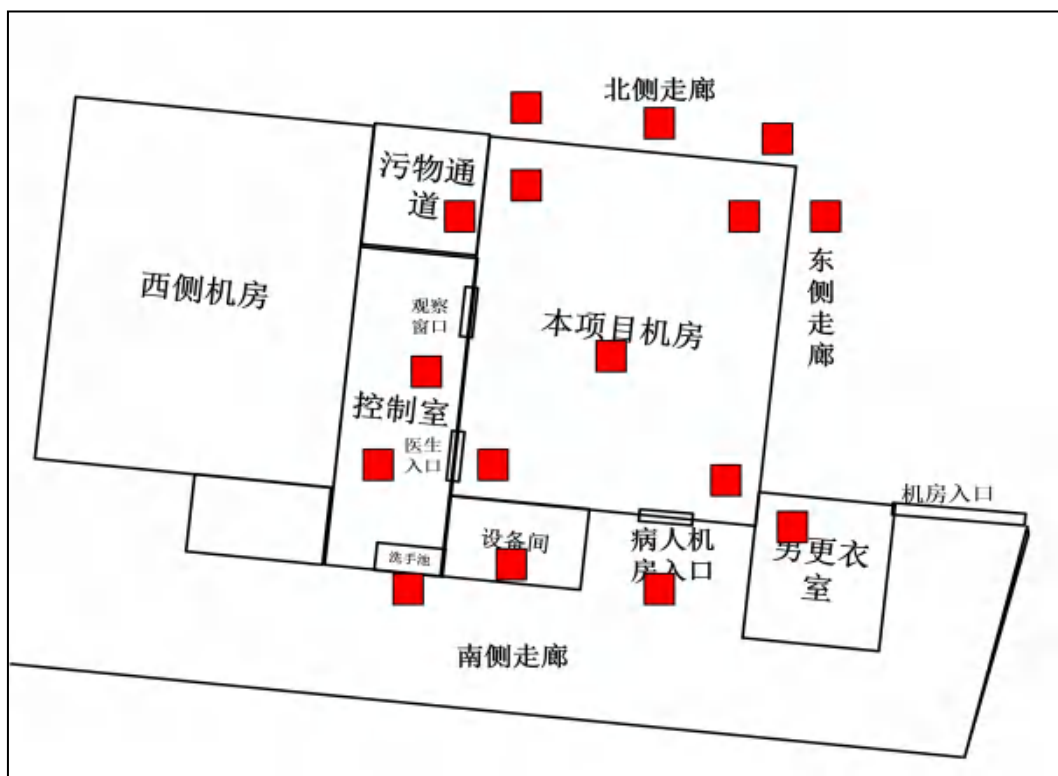 北侧走廊
污物通
道
西侧机房
观察
窗口
本项目机房
东
侧
走
廊
控制室
医生
入口
机房入口
设备间
病人机
房入口
男更衣
室
洗手池
南侧走廊